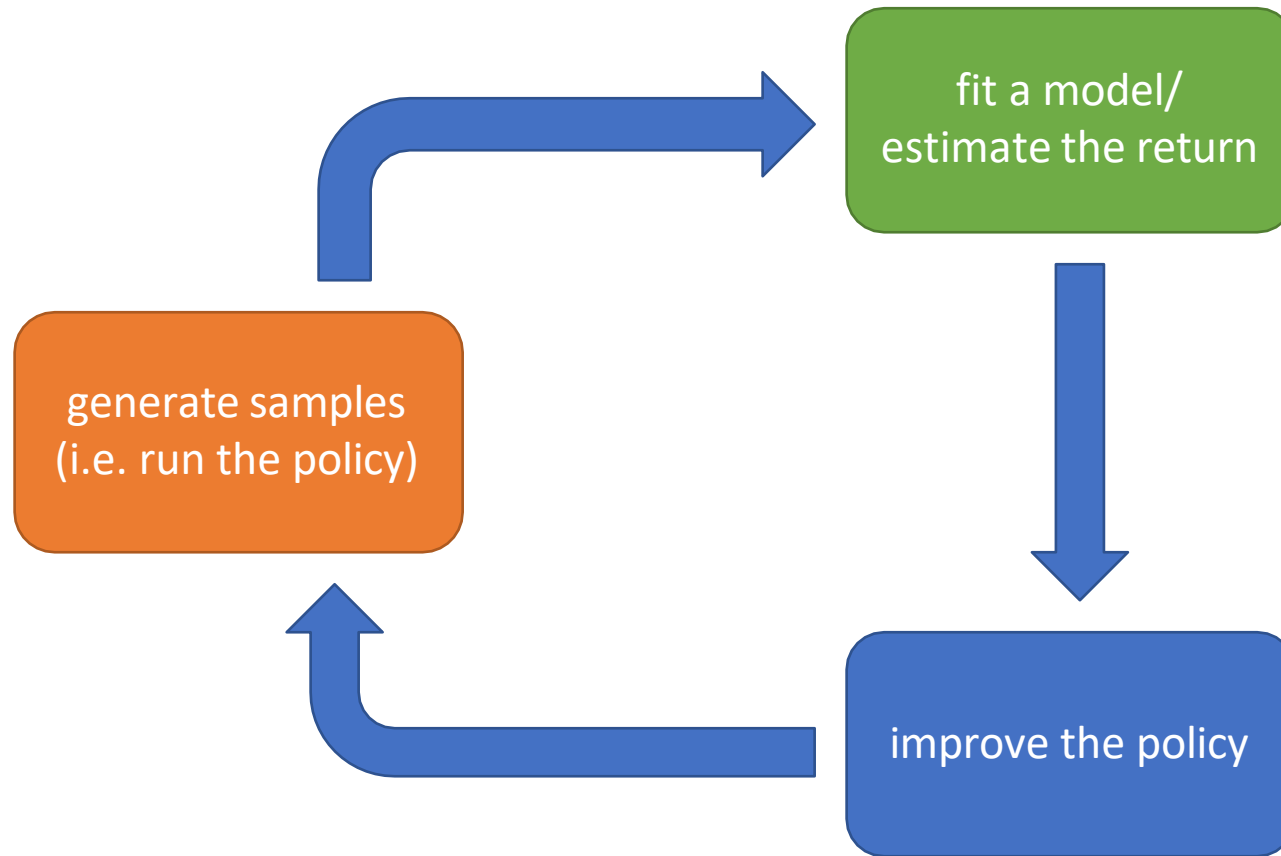 fit a model/
estimate the return
generate samples
(i.e. run the policy)
improve the policy